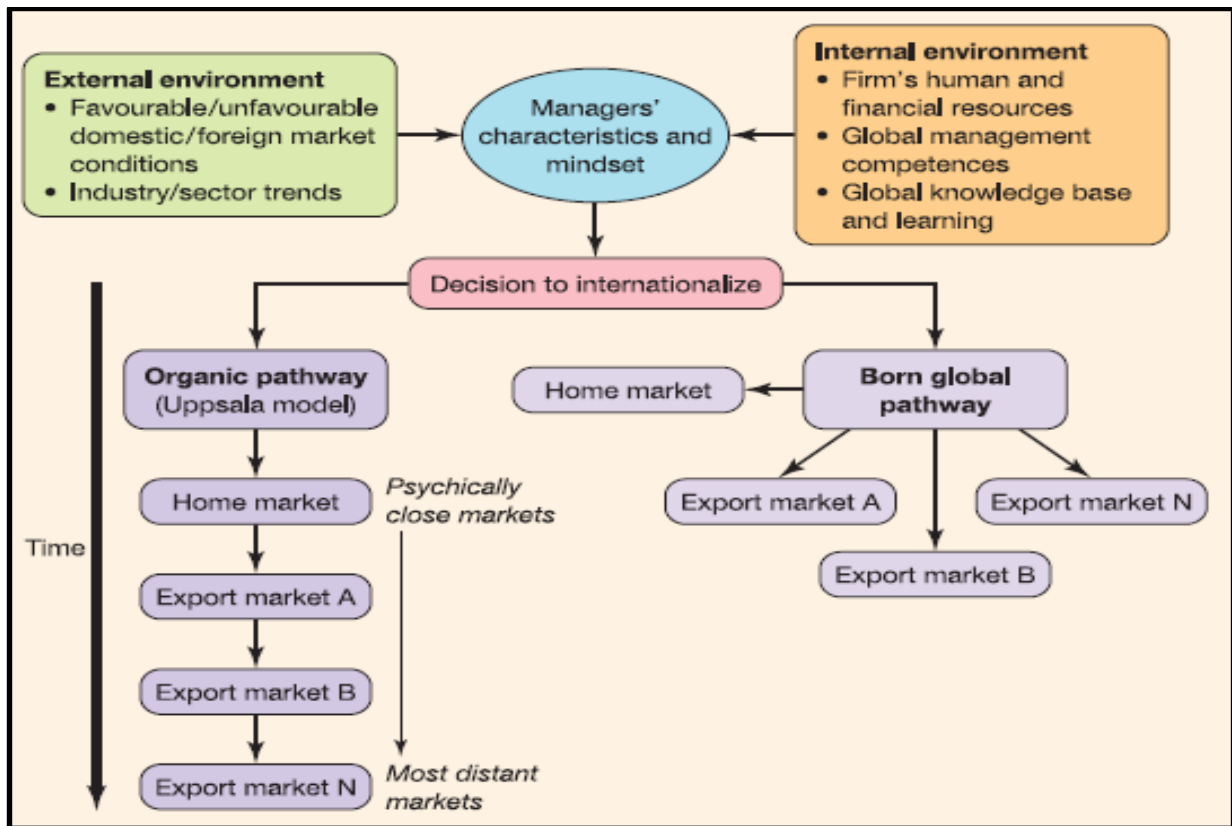 External environment
• Favourable/unfavourable
domestic/foreign market
conditions
• Industry/sector trends
Managers'
characteristics and
mindset
Internal environment
• Firm's human and
financial resources
• Global management
competences
• Global knowledge base
and learning
Decision to internationalize
Time
Organic pathway
(Uppsala model)
Home market
Export market A
Export market B
Export market N
Psychically
close markets
Most distant
markets
Home market
Born global
pathway
Export market A
Export market B
Export market N